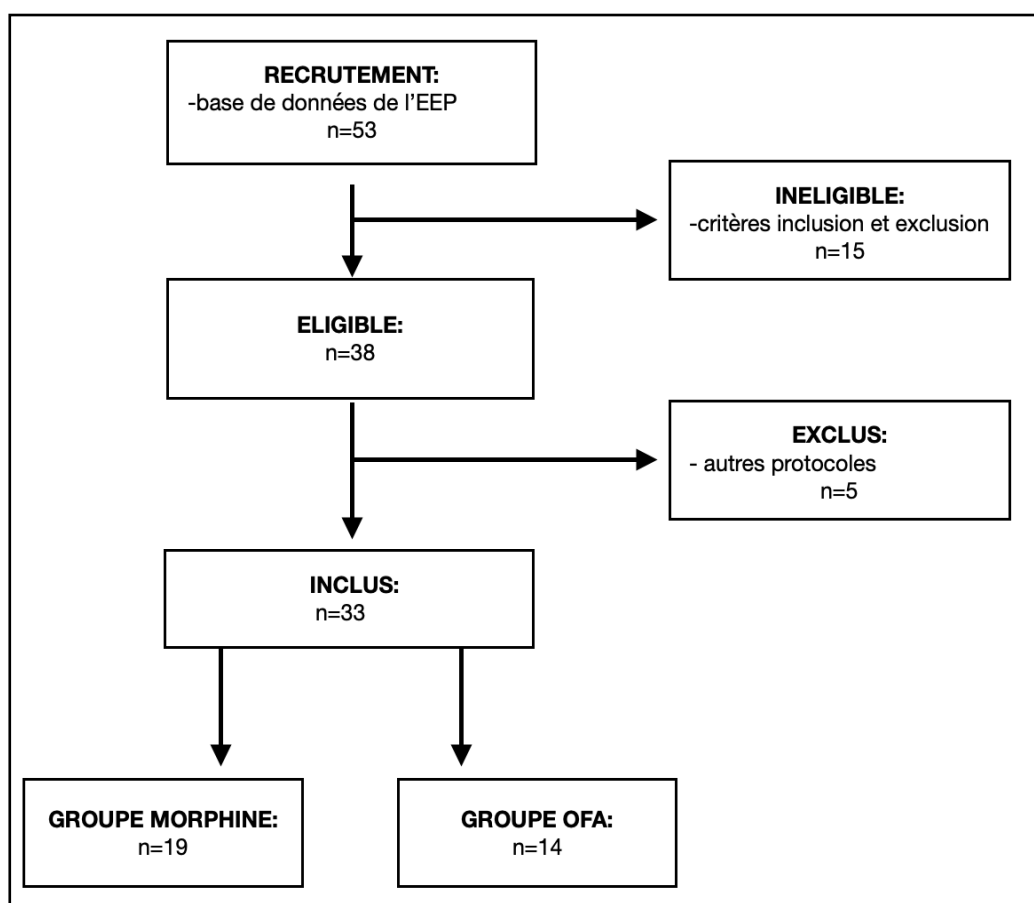 RECRUTEMENT:
-base de données de l’EEP
n=53
INELIGIBLE:
-critères inclusion et exclusion
n=15
ELIGIBLE:
n=38
EXCLUS:
- autres protocoles
n=5
INCLUS:
n=33
GROUPE MORPHINE:
n=19
GROUPE OFA:
n=14